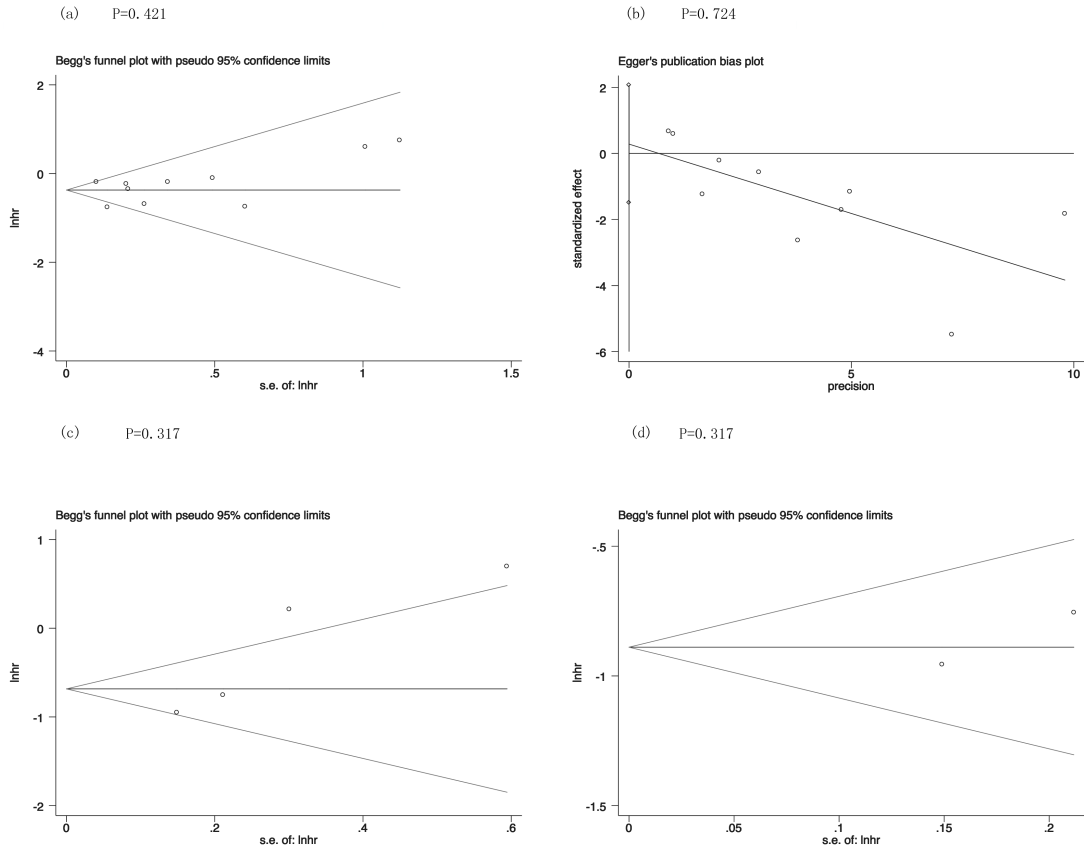 (a) P=0.421
Begg's funnel plot with pseudo 95% confidence limits
lnhr
2
0
-2
-4
0 .5 1 1.5
s.e. of: lnhr
(b) P=0.724
Egger's publication bias plot
standardized effect
2
0
-2
-4
-6
0 5 10
precision
(c) P=0.317
Begg's funnel plot with pseudo 95% confidence limits
lnhr
1
0
-1
-2
0 .2 .4 .6
s.e. of: lnhr
(d) P=0.317
Begg's funnel plot with pseudo 95% confidence limits
lnhr
-.5
-1
-1.5
0 .05 .1 .15 .2
s.e. of: lnhr